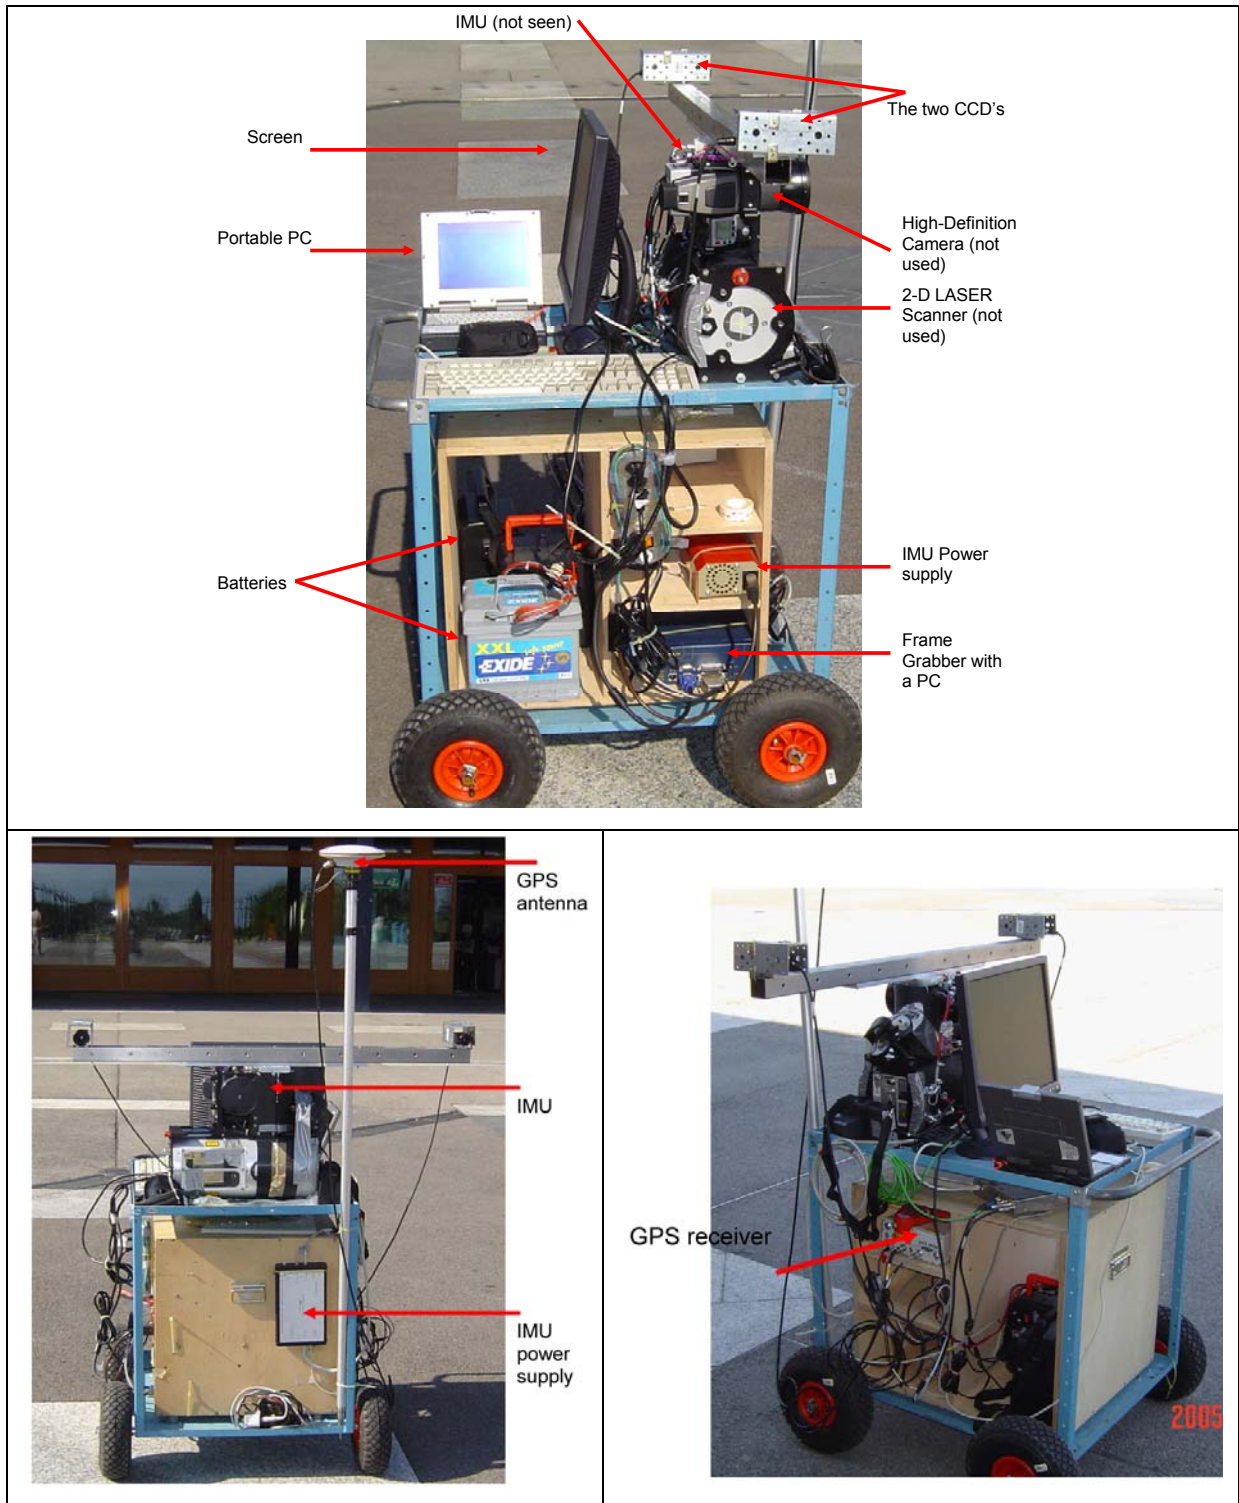 IMU (not seen)
The two CCD's
Screen
Portable PC
High-Definition
Camera (not
used)
2-D LASER
Scanner (not
used)
Batteries
IMU Power
supply
XXL
EXIDE
Frame
Grabber with
a PC
GPS
antenna
IMU
IMU
power
supply
GPS receiver
2005